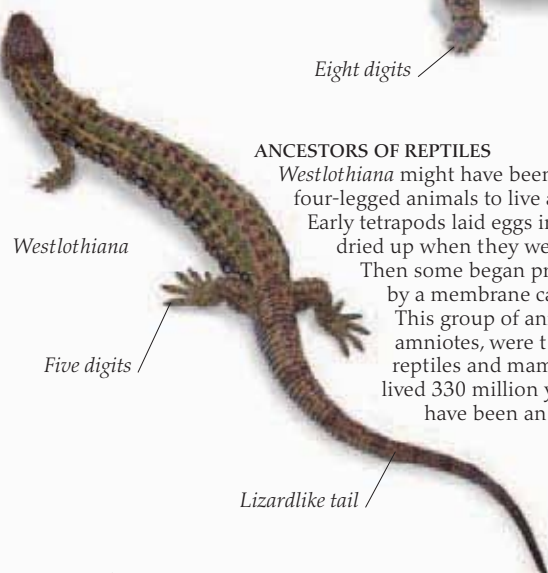 Eight digits
ANCESTORS OF REPTILES
Westlothiana might have been
four-legged animals to live a
Early tetrapods laid eggs in
dried up when they we
Then some began pr
by a membrane ca
This group of an
amniotes, were t
reptiles and mam
lived 330 million y
have been an
Westlothiana
Five digits
Lizardlike tail